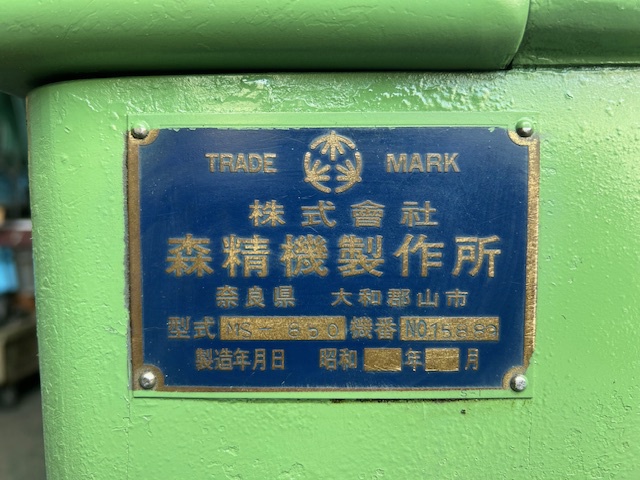 TRADE MARK
株式會社
森精機製作所
奈良県 大和郡山市
型式 MS-650 機番 NO15689
製造年月日 昭和 年 月